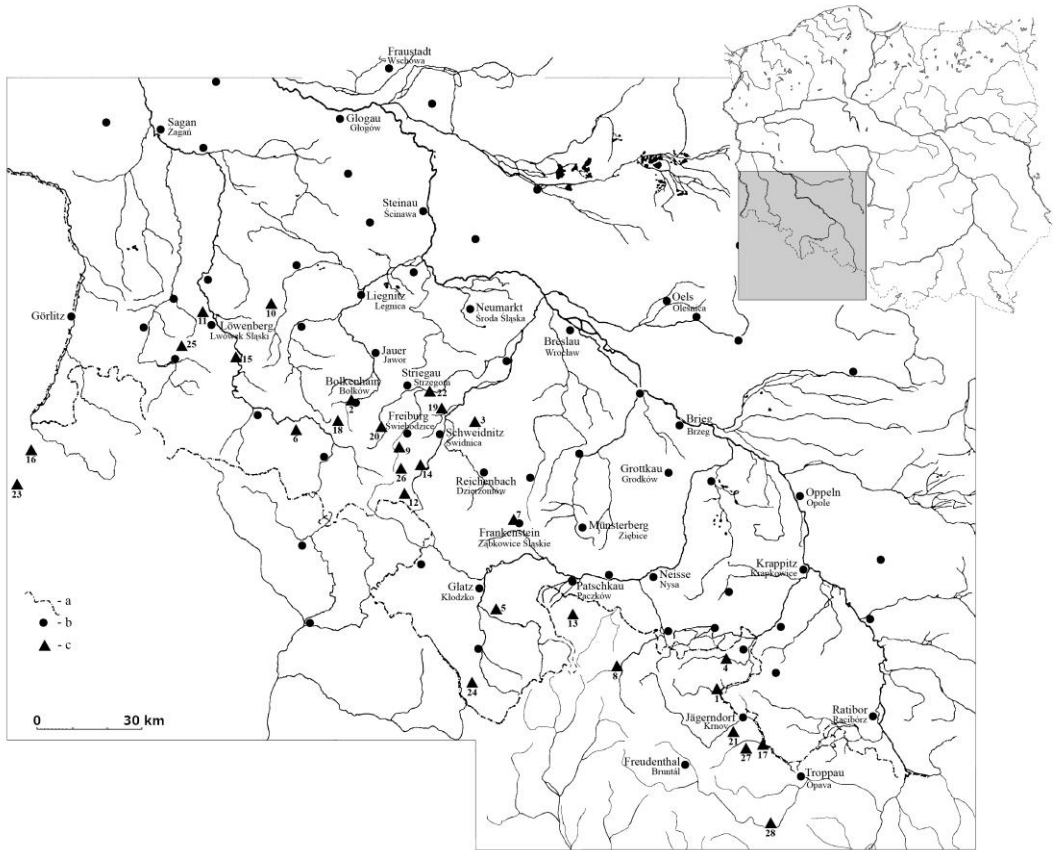 Fraustadt
Wschowa
Sagan
Żagań
Glogau
Głogów
Steinau
Ścinawa
Görlitz
Liegnitz
Legnica
Neumarkt
Środa Śląska
Oels
Oleśnica
10
11
Löwenberg
Lwówek Śląski
25
15
Breslau
Wrocław
Jauer
Jawor
Bolkenhain
Bolków
2
Striegau
Strzegom
22
19
3
Brieg
Brzeg
18
6
20
Freiburg
Świebodzice
9
Schweidnitz
Świdnica
16
23
26
14
12
Reichenbach
Dzierżoniów
Grottkau
Grodków
Oppeln
Opole
7
Frankenstein
Ząbkowice Śląskie
Münsterberg
Ziębice
Krappitz
Krapkowice
Glatz
Kłodzko
5
Patschkau
Paczków
13
Neisse
Nysa
- a
- b
- c
24
8
4
1
0
30 km
Jägerndorf
Krnov
21
27
17
Ratibor
Racibórz
Freudenthal
Bruntál
Troppau
Opava
28